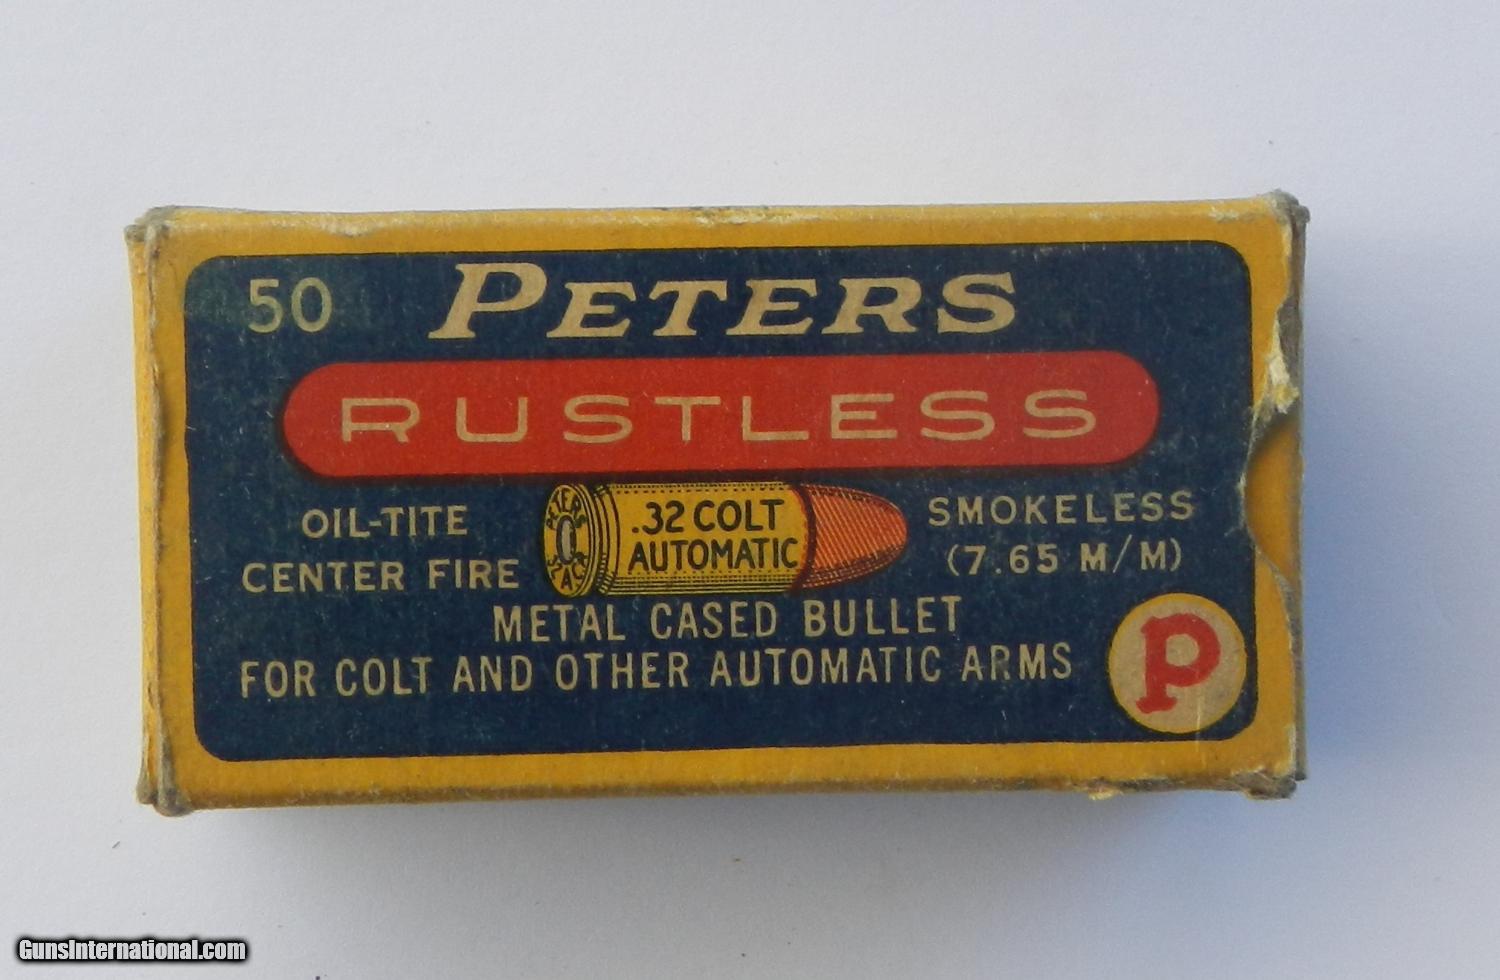 50 PETERS
RUSTLESS
OIL-TITE
CENTER FIRE
PETERS
.32 COLT
AUTOMATIC
SMOKELESS
(7.65 M/M)
METAL CASED BULLET
FOR COLT AND OTHER AUTOMATIC ARMS
P
GunsInternational.com